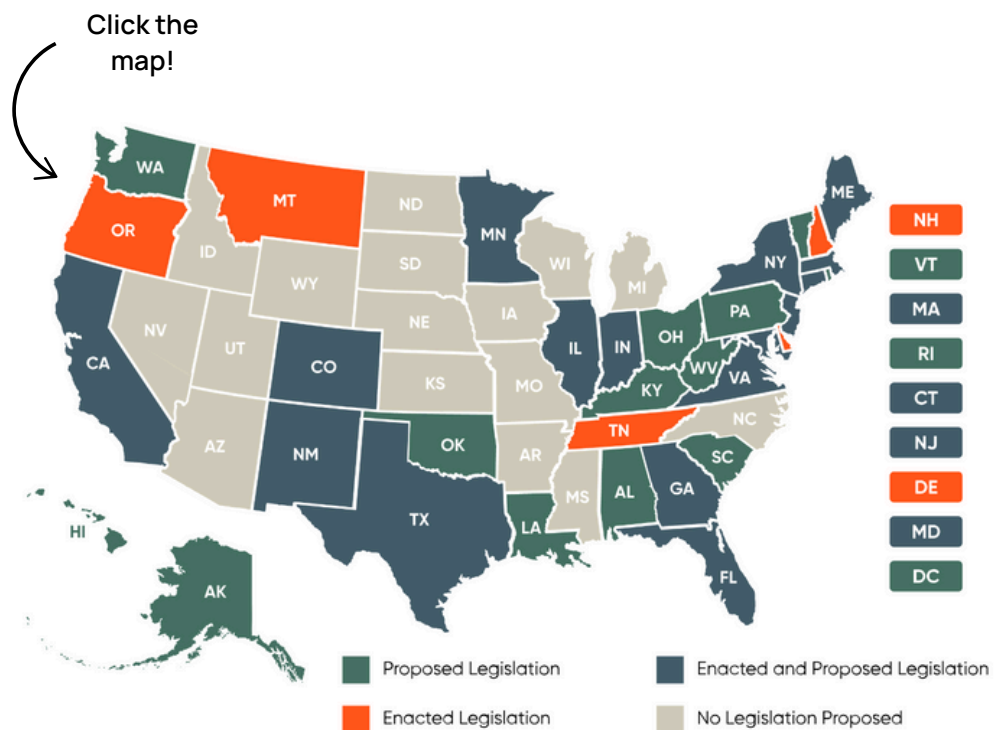 Click the
map!
WA
MT
ND
OR
MN
ME
ID
SD
WI
NY
WY
MI
NV
NE
IA
PA
UT
CO
IL
IN
OH
CA
KS
MO
WV
VA
KY
AZ
NM
OK
AR
TN
NC
SC
MS
AL
GA
TX
LA
FL
HI
AK
NH
VT
MA
RI
CT
NJ
DE
MD
DC
Proposed Legislation
Enacted and Proposed Legislation
Enacted Legislation
No Legislation Proposed